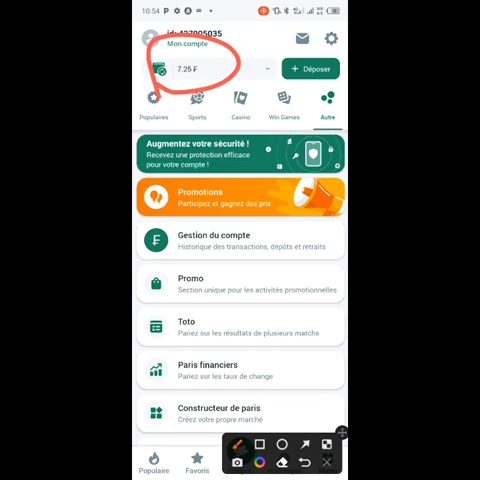 10:54
id: 437905035
Mon compte
7.25 ₣
+ Déposer
Populaires
Sports
Casino
Win Games
Autre
Augmentez votre sécurité !
Recevez une protection efficace
pour votre compte !
Promotions
Participez et gagnez des prix
Gestion du compte
Historique des transactions, dépôts et retraits
Promo
Section unique pour les activités promotionnelles
Toto
Pariez sur les résultats de plusieurs matchs
Paris financiers
Pariez sur les taux de change
Constructeur de paris
Créez votre propre marché
Populaire
Favoris